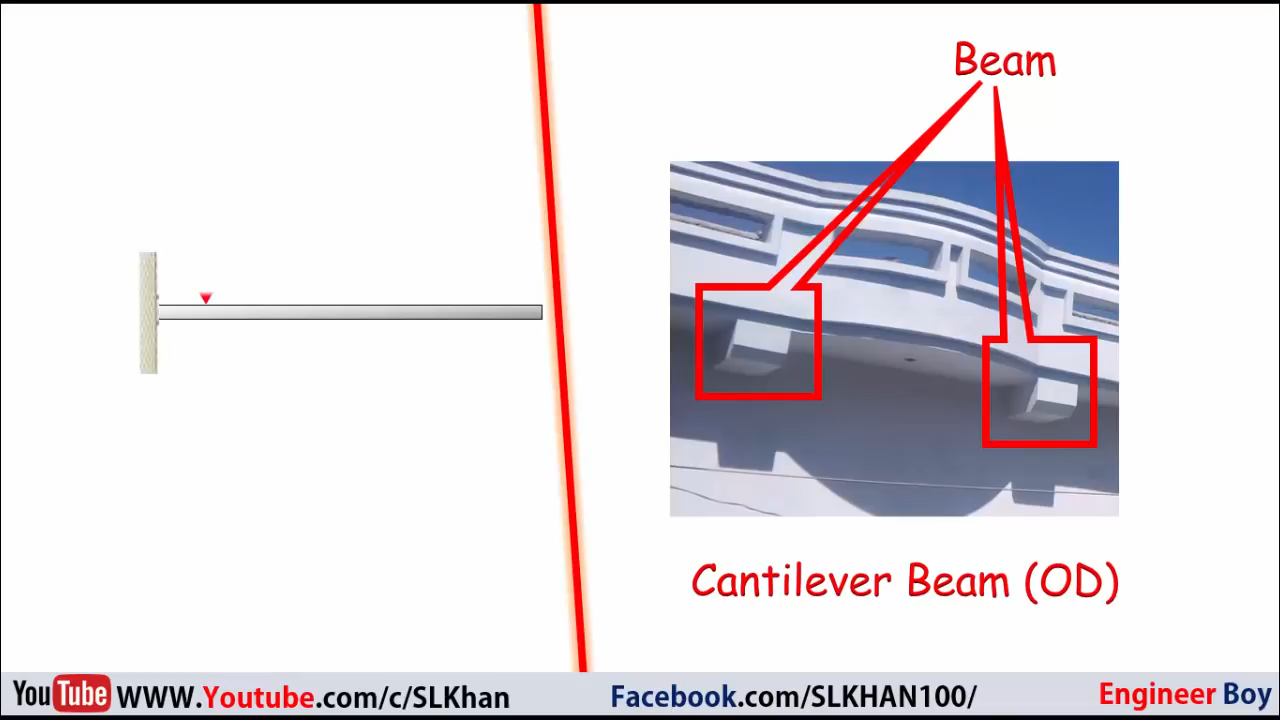 Beam
Cantilever Beam (OD)
YouTube WWW.Youtube.com/c/SLKhan
Facebook.com/SLKHAN100/
Engineer Boy